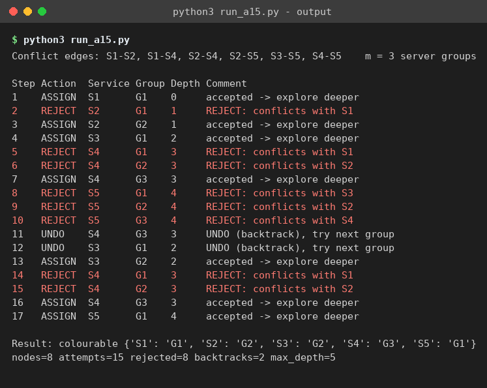 python3 run_a15.py - output
$ python3 run_a15.py
Conflict edges: S1-S2, S1-S4, S2-S4, S2-S5, S3-S5, S4-S5    m = 3 server groups
Step Action  Service Group Depth Comment
1    ASSIGN  S1      G1    0     accepted -> explore deeper
2    REJECT  S2      G1    1     REJECT: conflicts with S1
3    ASSIGN  S2      G2    1     accepted -> explore deeper
4    ASSIGN  S3      G1    2     accepted -> explore deeper
5    REJECT  S4      G1    3     REJECT: conflicts with S1
6    REJECT  S4      G2    3     REJECT: conflicts with S2
7    ASSIGN  S4      G3    3     accepted -> explore deeper
8    REJECT  S5      G1    4     REJECT: conflicts with S3
9    REJECT  S5      G2    4     REJECT: conflicts with S2
10   REJECT  S5      G3    4     REJECT: conflicts with S4
11   UNDO    S4      G3    3     UNDO (backtrack), try next group
12   UNDO    S3      G1    2     UNDO (backtrack), try next group
13   ASSIGN  S3      G2    2     accepted -> explore deeper
14   REJECT  S4      G1    3     REJECT: conflicts with S1
15   REJECT  S4      G2    3     REJECT: conflicts with S2
16   ASSIGN  S4      G3    3     accepted -> explore deeper
17   ASSIGN  S5      G1    4     accepted -> explore deeper
Result: colourable {'S1': 'G1', 'S2': 'G2', 'S3': 'G2', 'S4': 'G3', 'S5': 'G1'}
nodes=8 attempts=15 rejected=8 backtracks=2 max_depth=5